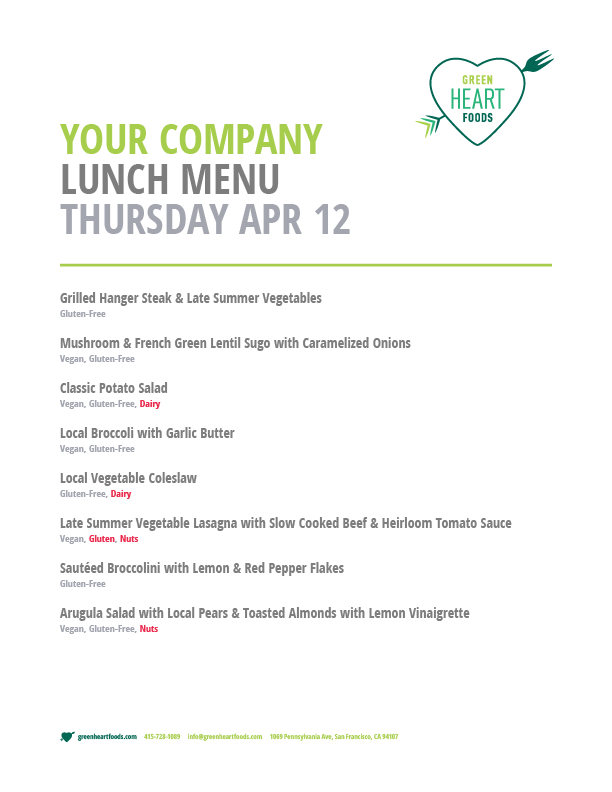 GREEN
HEART
FOODS
YOUR COMPANY
LUNCH MENU
THURSDAY APR 12
Grilled Hanger Steak & Late Summer Vegetables
Gluten-Free
Mushroom & French Green Lentil Sugo with Caramelized Onions
Vegan, Gluten-Free
Classic Potato Salad
Vegan, Gluten-Free, Dairy
Local Broccoli with Garlic Butter
Vegan, Gluten-Free
Local Vegetable Coleslaw
Gluten-Free, Dairy
Late Summer Vegetable Lasagna with Slow Cooked Beef & Heirloom Tomato Sauce
Vegan, Gluten, Nuts
Sautéed Broccolini with Lemon & Red Pepper Flakes
Gluten-Free
Arugula Salad with Local Pears & Toasted Almonds with Lemon Vinaigrette
Vegan, Gluten-Free, Nuts
greenheartfoods.com 415-728-1089 info@greenheartfoods.com 1069 Pennsylvania Ave, San Francisco, CA 94107